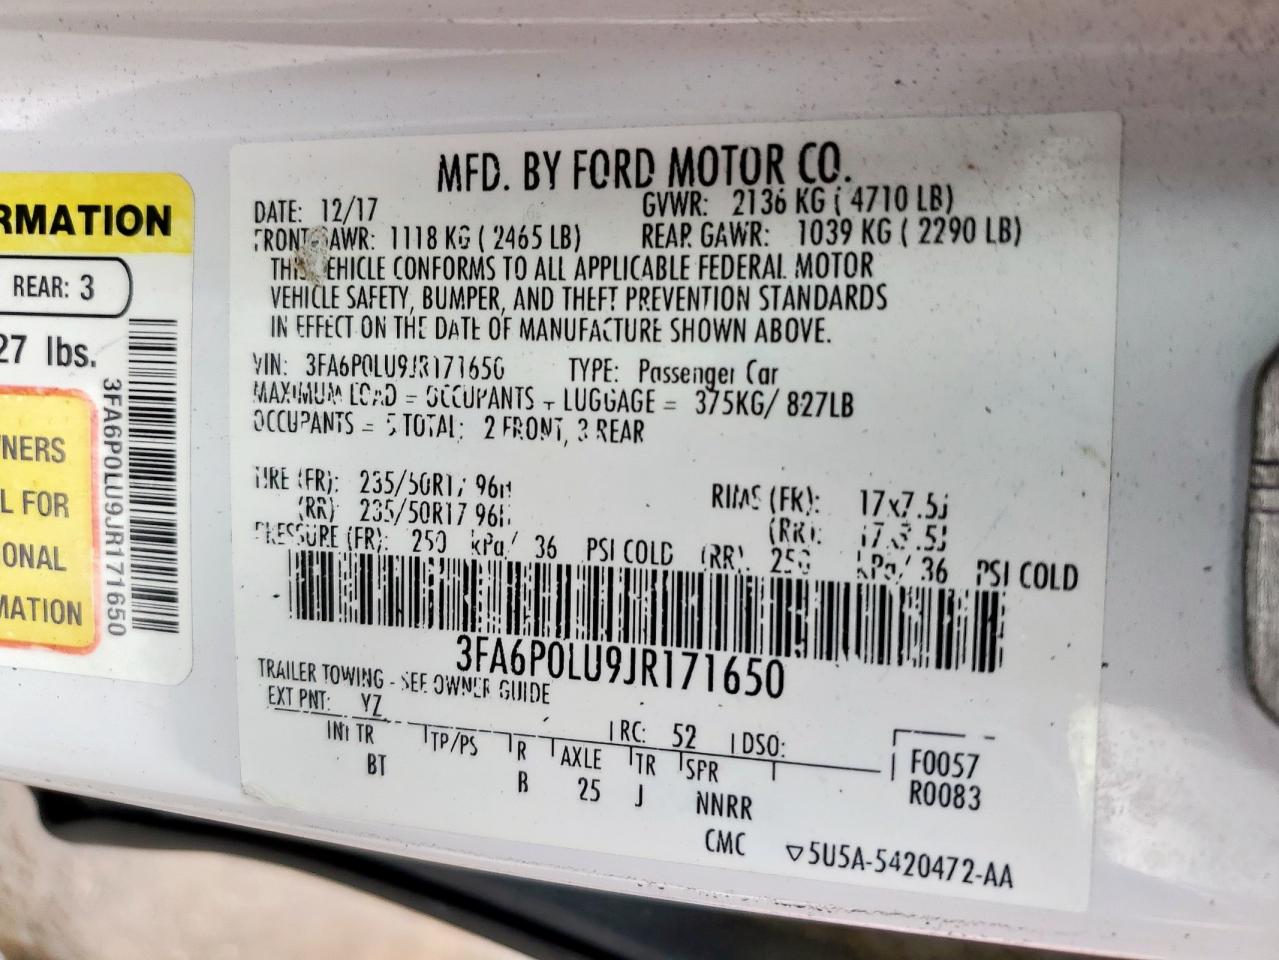 RMATION
REAR: 3
27 lbs.
3FA6P0LU9JR171650
NERS
L FOR
ONAL
MATION
MFD. BY FORD MOTOR CO.
DATE: 12/17 GVWR: 2136 KG ( 4710 LB)
FRONT GAWR: 1118 KG ( 2465 LB) REAR GAWR: 1039 KG ( 2290 LB)
THIS VEHICLE CONFORMS TO ALL APPLICABLE FEDERAL MOTOR
VEHICLE SAFETY, BUMPER, AND THEFT PREVENTION STANDARDS
IN EFFECT ON THE DATE OF MANUFACTURE SHOWN ABOVE.
VIN: 3FA6P0LU9JR171650 TYPE: Passenger Car
MAXIMUM LOAD = OCCUPANTS + LUGGAGE = 375KG/ 827LB
OCCUPANTS = 5 TOTAL: 2 FRONT, 3 REAR
TIRE (FR): 235/50R17 96H RIMS (FR): 17x7.5J
(RR) 235/50R17 96H (RR): 17x7.5J
PRESSURE (FR): 250 kPa/ 36 PSI COLD (RR): 250 kPa/ 36 PSI COLD
3FA6P0LU9JR171650
TRAILER TOWING - SEE OWNER GUIDE
EXT PNT: YZ RC: 52 DSO:
INT TR TP/PS R AXLE TR SPR F0057
BT B 25 J NNRR R0083
CMC ▽5U5A-5420472-AA